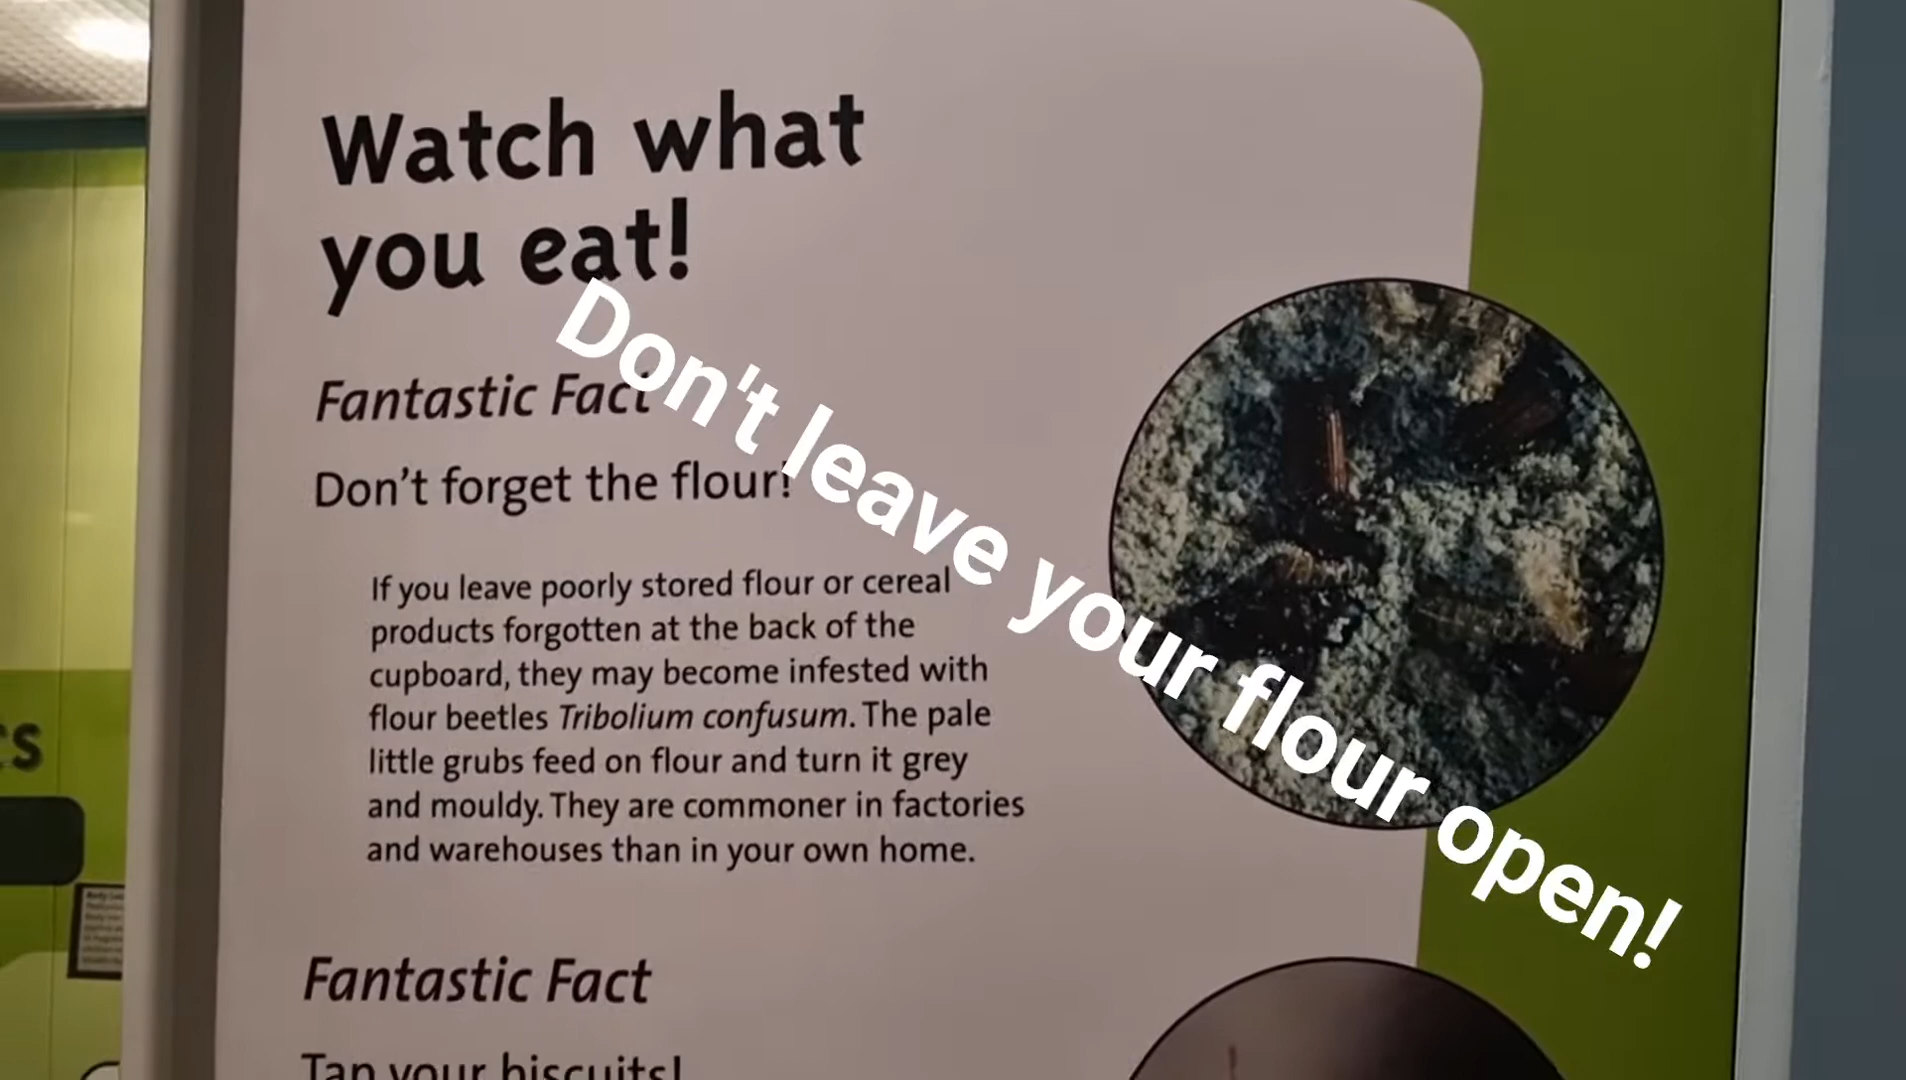 Watch what
you eat!
Fantastic Fact
Don’t forget the flour!
If you leave poorly stored flour or cereal
products forgotten at the back of the
cupboard, they may become infested with
flour beetles Tribolium confusum. The pale
little grubs feed on flour and turn it grey
and mouldy. They are commoner in factories
and warehouses than in your own home.
Don't leave your flour open!
Fantastic Fact
Tap your biscuits!